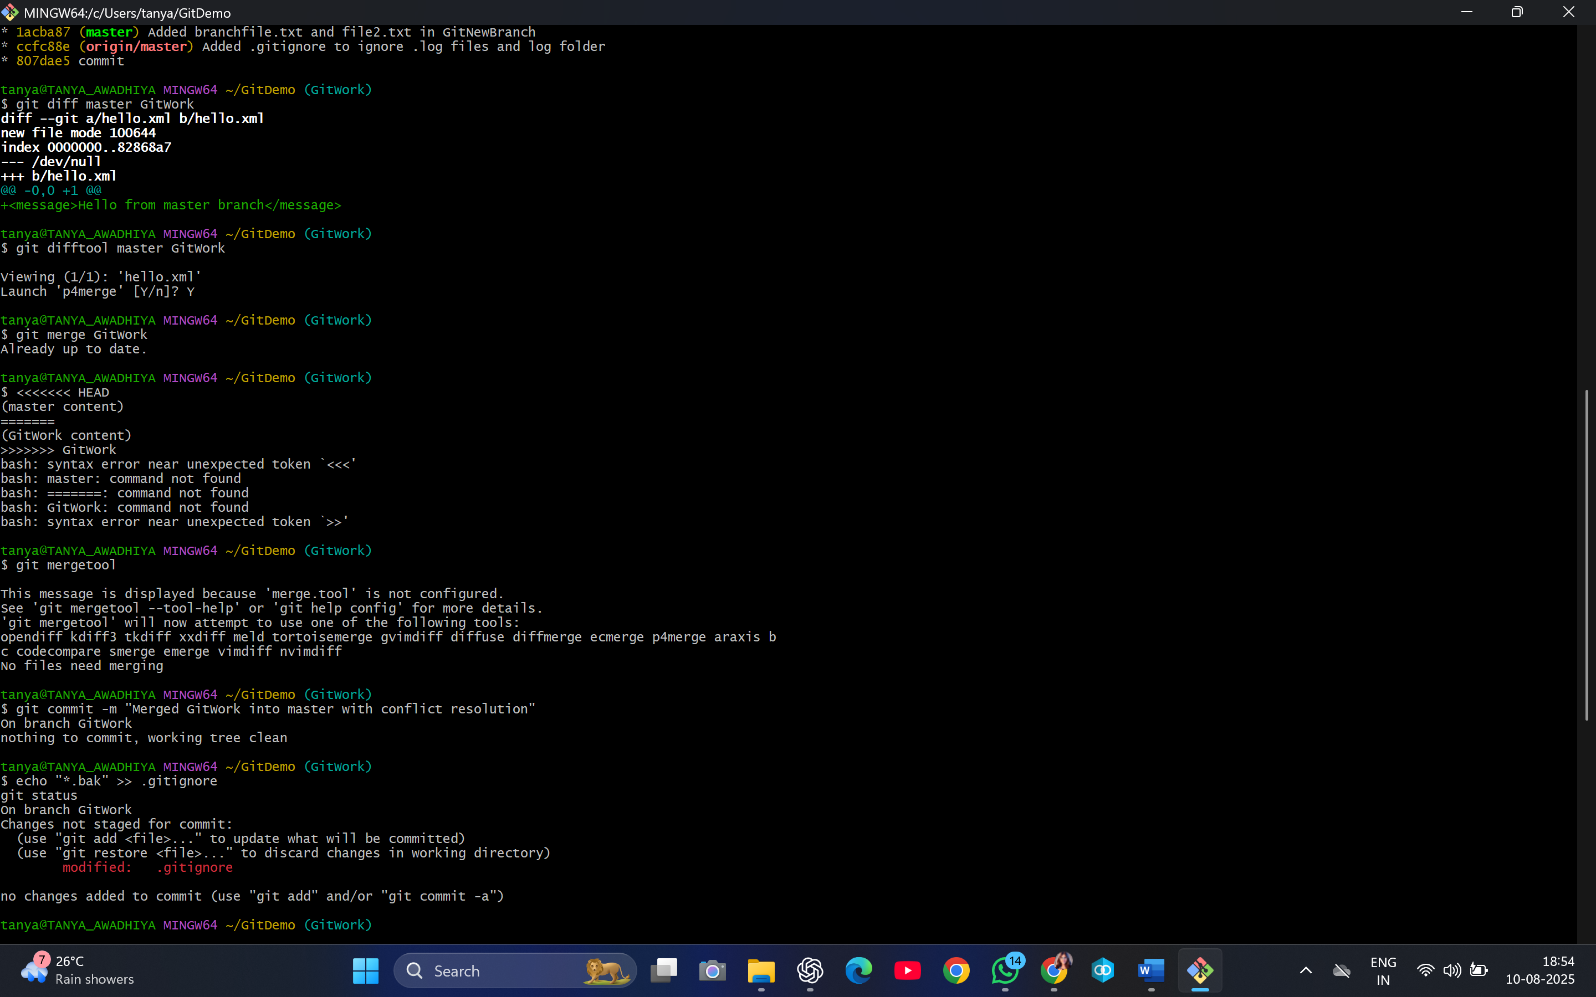 MINGW64:/c/Users/tanya/GitDemo
* 1acba87 (master) Added branchfile.txt and file2.txt in GitNewBranch
* ccfc88e (origin/master) Added .gitignore to ignore .log files and log folder
* 807dae5 commit
tanya@TANYA_AWADHIYA MINGW64 ~/GitDemo (GitWork)
$ git diff master GitWork
diff --git a/hello.xml b/hello.xml
new file mode 100644
index 0000000..82868a7
--- /dev/null
+++ b/hello.xml
@@ -0,0 +1 @@
+<message>Hello from master branch</message>
tanya@TANYA_AWADHIYA MINGW64 ~/GitDemo (GitWork)
$ git difftool master GitWork
Viewing (1/1): 'hello.xml'
Launch 'p4merge' [Y/n]? Y
tanya@TANYA_AWADHIYA MINGW64 ~/GitDemo (GitWork)
$ git merge GitWork
Already up to date.
tanya@TANYA_AWADHIYA MINGW64 ~/GitDemo (GitWork)
$ <<<<<<< HEAD
(master content)
=======
(GitWork content)
>>>>>>> GitWork
bash: syntax error near unexpected token `<<<'
bash: master: command not found
bash: =======: command not found
bash: GitWork: command not found
bash: syntax error near unexpected token `>>'
tanya@TANYA_AWADHIYA MINGW64 ~/GitDemo (GitWork)
$ git mergetool
This message is displayed because 'merge.tool' is not configured.
See 'git mergetool --tool-help' or 'git help config' for more details.
'git mergetool' will now attempt to use one of the following tools:
opendiff kdiff3 tkdiff xxdiff meld tortoisemerge gvimdiff diffuse diffmerge ecmerge p4merge araxis b
c codecompare smerge emerge vimdiff nvimdiff
No files need merging
tanya@TANYA_AWADHIYA MINGW64 ~/GitDemo (GitWork)
$ git commit -m "Merged GitWork into master with conflict resolution"
On branch GitWork
nothing to commit, working tree clean
tanya@TANYA_AWADHIYA MINGW64 ~/GitDemo (GitWork)
$ echo "*.bak" >> .gitignore
git status
On branch GitWork
Changes not staged for commit:
  (use "git add <file>..." to update what will be committed)
  (use "git restore <file>..." to discard changes in working directory)
        modified:   .gitignore
no changes added to commit (use "git add" and/or "git commit -a")
tanya@TANYA_AWADHIYA MINGW64 ~/GitDemo (GitWork)
7
26°C
Rain showers
Search
14
W
ENG
IN
18:54
10-08-2025